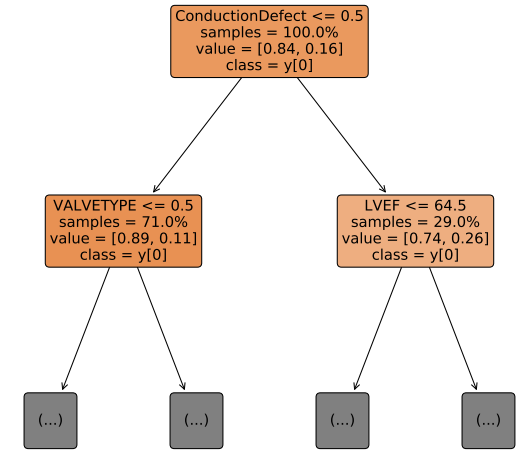 ConductionDefect <= 0.5
samples = 100.0%
value = [0.84, 0.16]
class = y[0]
VALVETYPE <= 0.5
samples = 71.0%
value = [0.89, 0.11]
class = y[0]
LVEF <= 64.5
samples = 29.0%
value = [0.74, 0.26]
class = y[0]
(...)
(...)
(...)
(...)